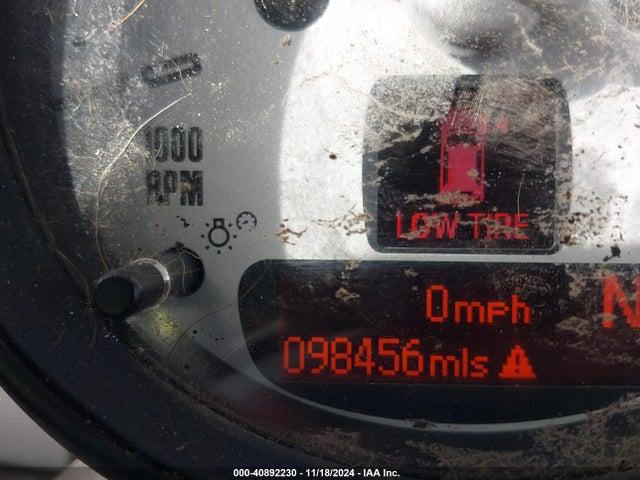 1000
RPM
LOW TIRE
0mph
N
098456mls
000-40892230 - 11/18/2024 - IAA Inc.